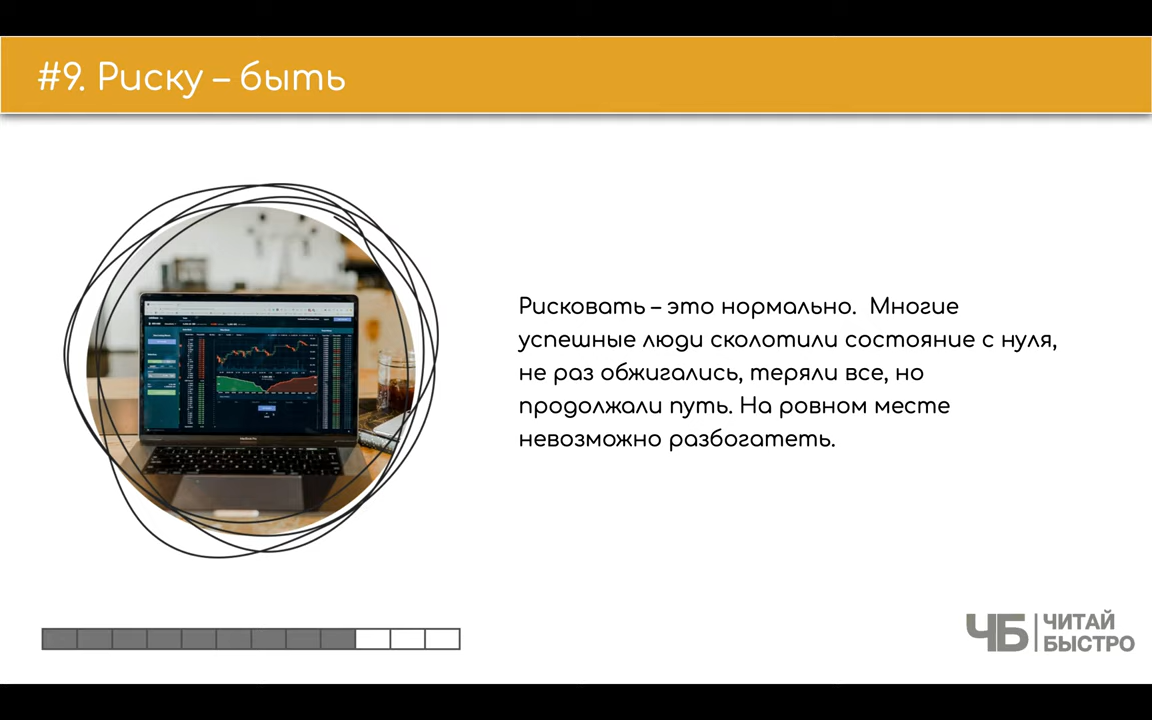 #9. Риску – быть
Рисковать – это нормально. Многие
успешные люди сколотили состояние с нуля,
не раз обжигались, теряли все, но
продолжали путь. На ровном месте
невозможно разбогатеть.
ЧБ
ЧИТАЙ
БЫСТРО